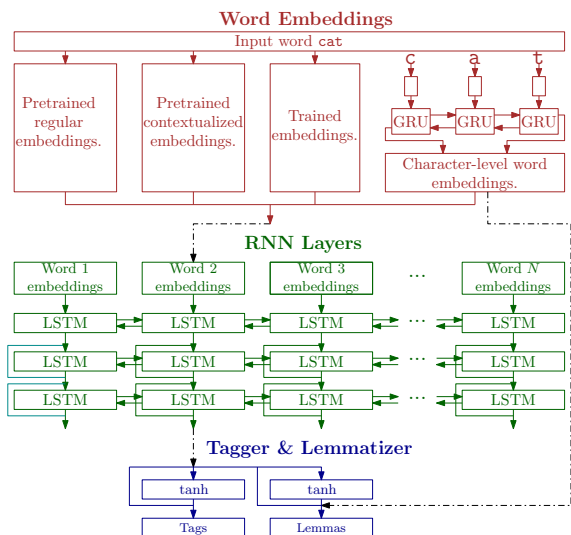 Word Embeddings
Input word cat
c a t
Pretrained regular embeddings.
Pretrained contextualized embeddings.
Trained embeddings.
GRU GRU GRU
Character-level word embeddings.
RNN Layers
Word 1 embeddings
Word 2 embeddings
Word 3 embeddings
...
Word N embeddings
LSTM LSTM LSTM ... LSTM
LSTM LSTM LSTM LSTM
LSTM LSTM LSTM ... LSTM
Tagger & Lemmatizer
tanh tanh
Tags Lemmas